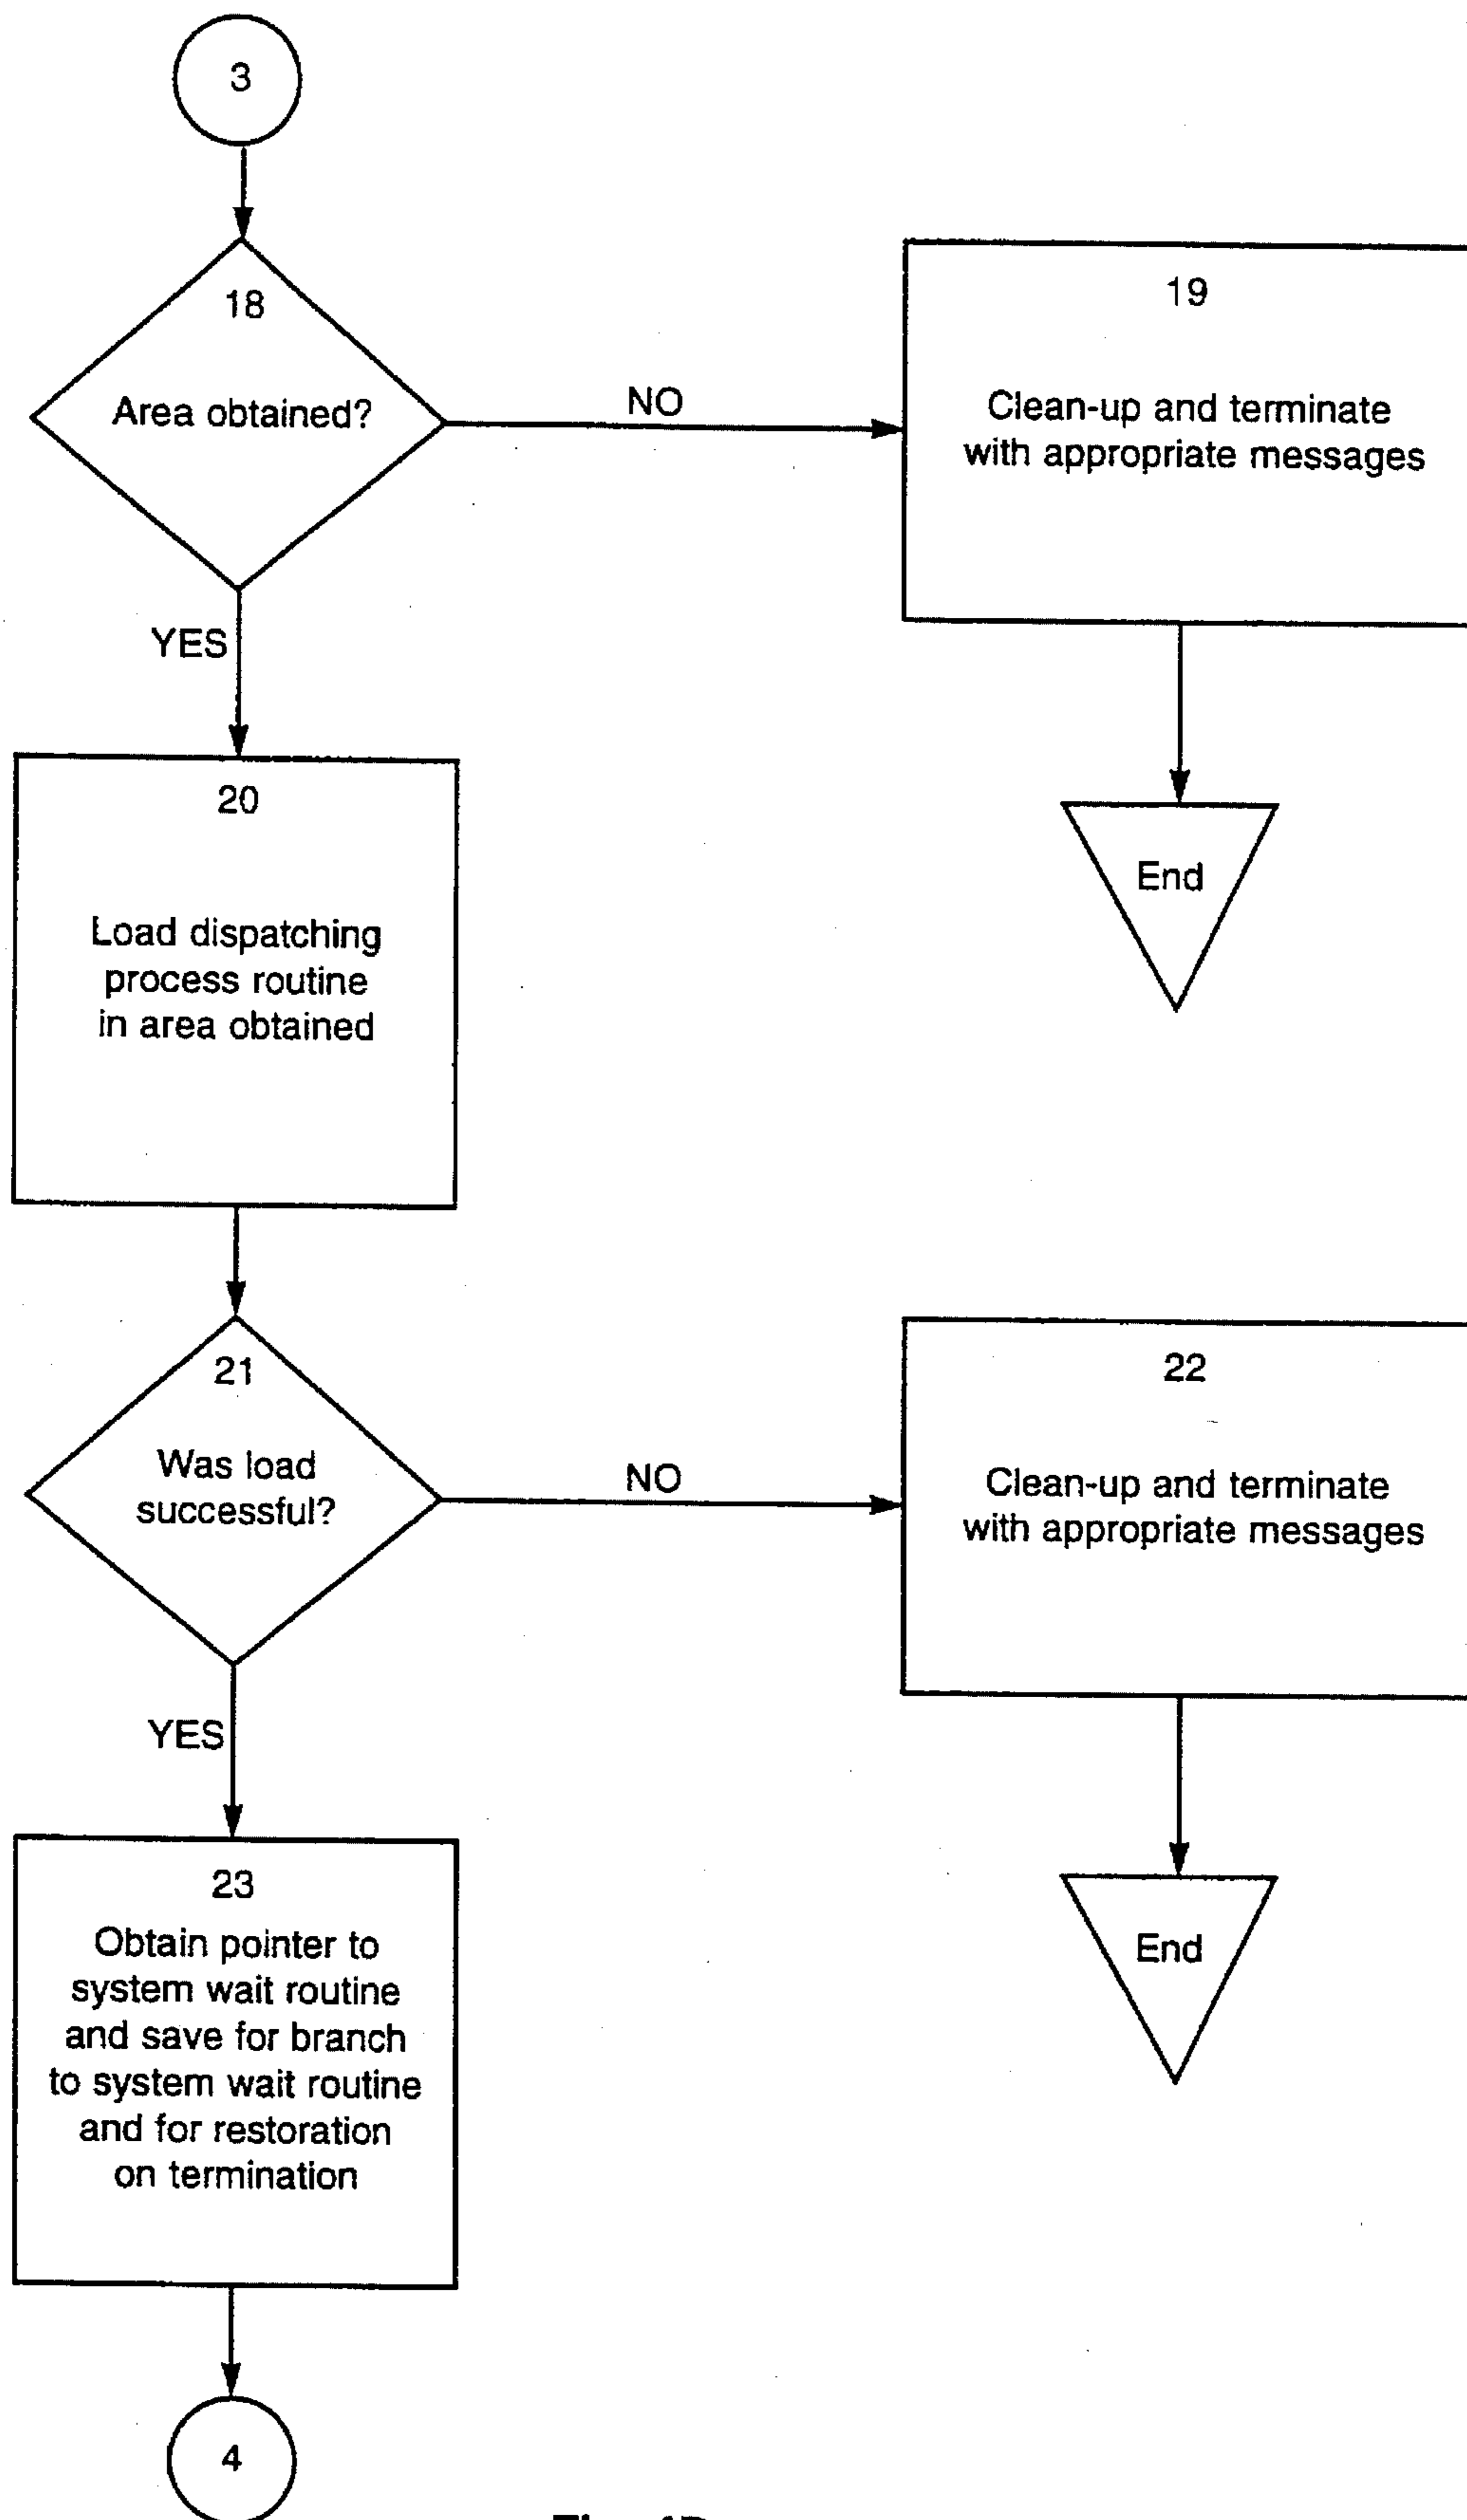 3
18
Area obtained?
NO
19
Clean-up and terminate
with appropriate messages
YES
End
20
Load dispatching
process routine
in area obtained
21
Was load
successful?
NO
22
Clean-up and terminate
with appropriate messages
YES
End
23
Obtain pointer to
system wait routine
and save for branch
to system wait routine
and for restoration
on termination
4